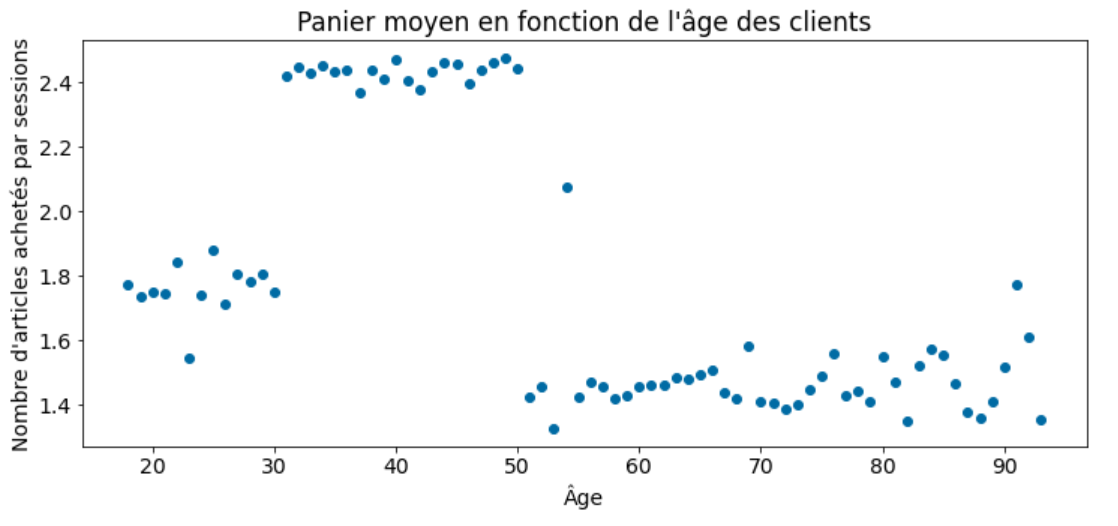 Panier moyen en fonction de l'âge des clients
Nombre d'articles achetés par sessions
2.4
2.2
2.0
1.8
1.6
1.4
20 30 40 50 60 70 80 90
Âge